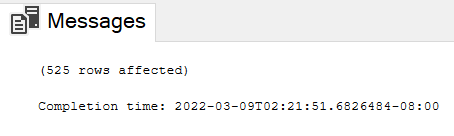 Messages
(525 rows affected)
Completion time: 2022-03-09T02:21:51.6826484-08:00